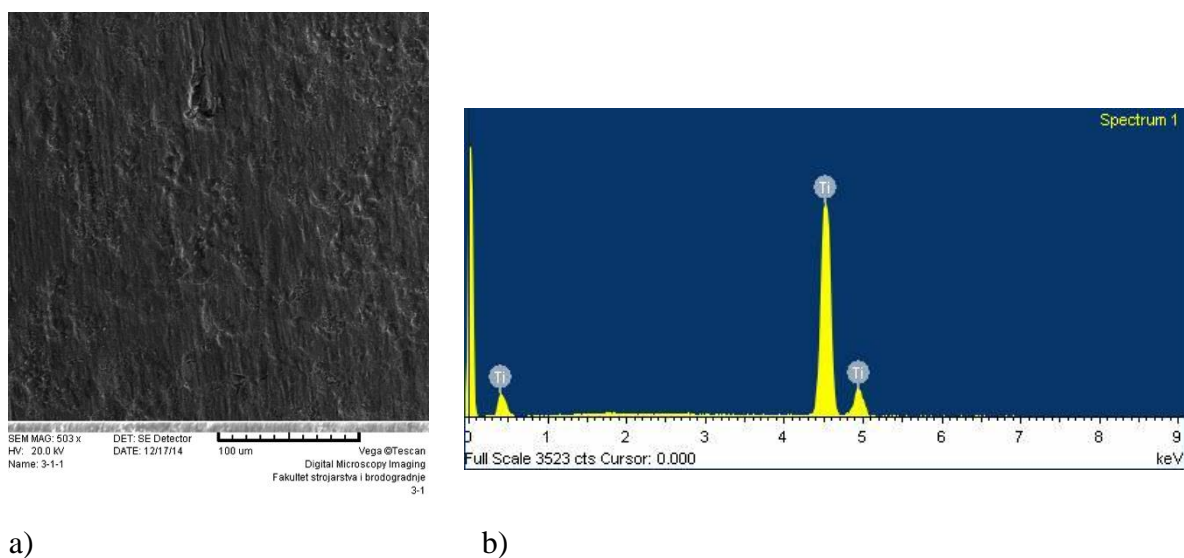 SEM MAG: 503 x DET: SE Detector
HV: 20.0 kV DATE: 12/17/14 100 um Vega ©Tescan
Name: 3-1-1 Digital Microscopy Imaging
Fakultet strojarstva i brodogradnje
3-1
Spectrum 1
Ti
Ti
Ti
0 1 2 3 4 5 6 7 8 9
Full Scale 3523 cts Cursor: 0.000 keV
a) b)